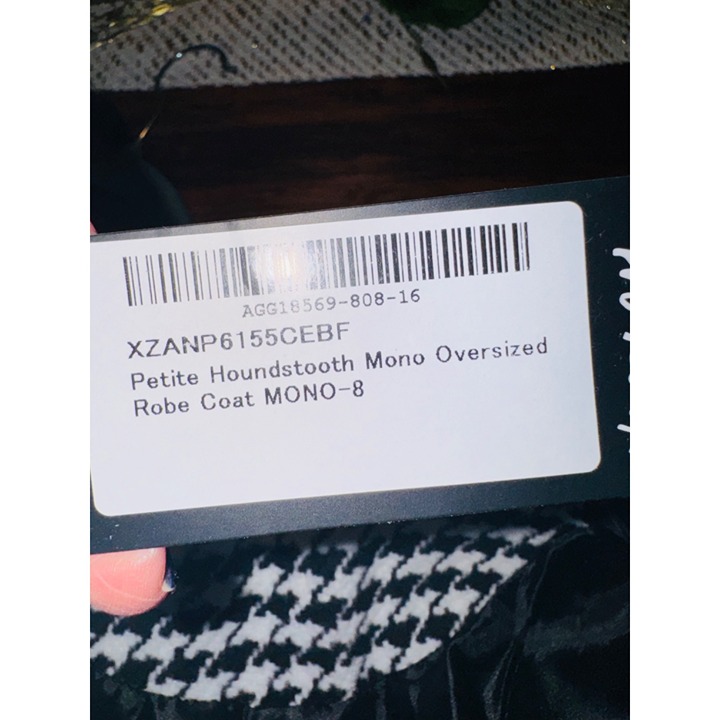 AGG18569-808-16
XZANP6155CEBF
Petite Houndstooth Mono Oversized
Robe Coat MONO-8